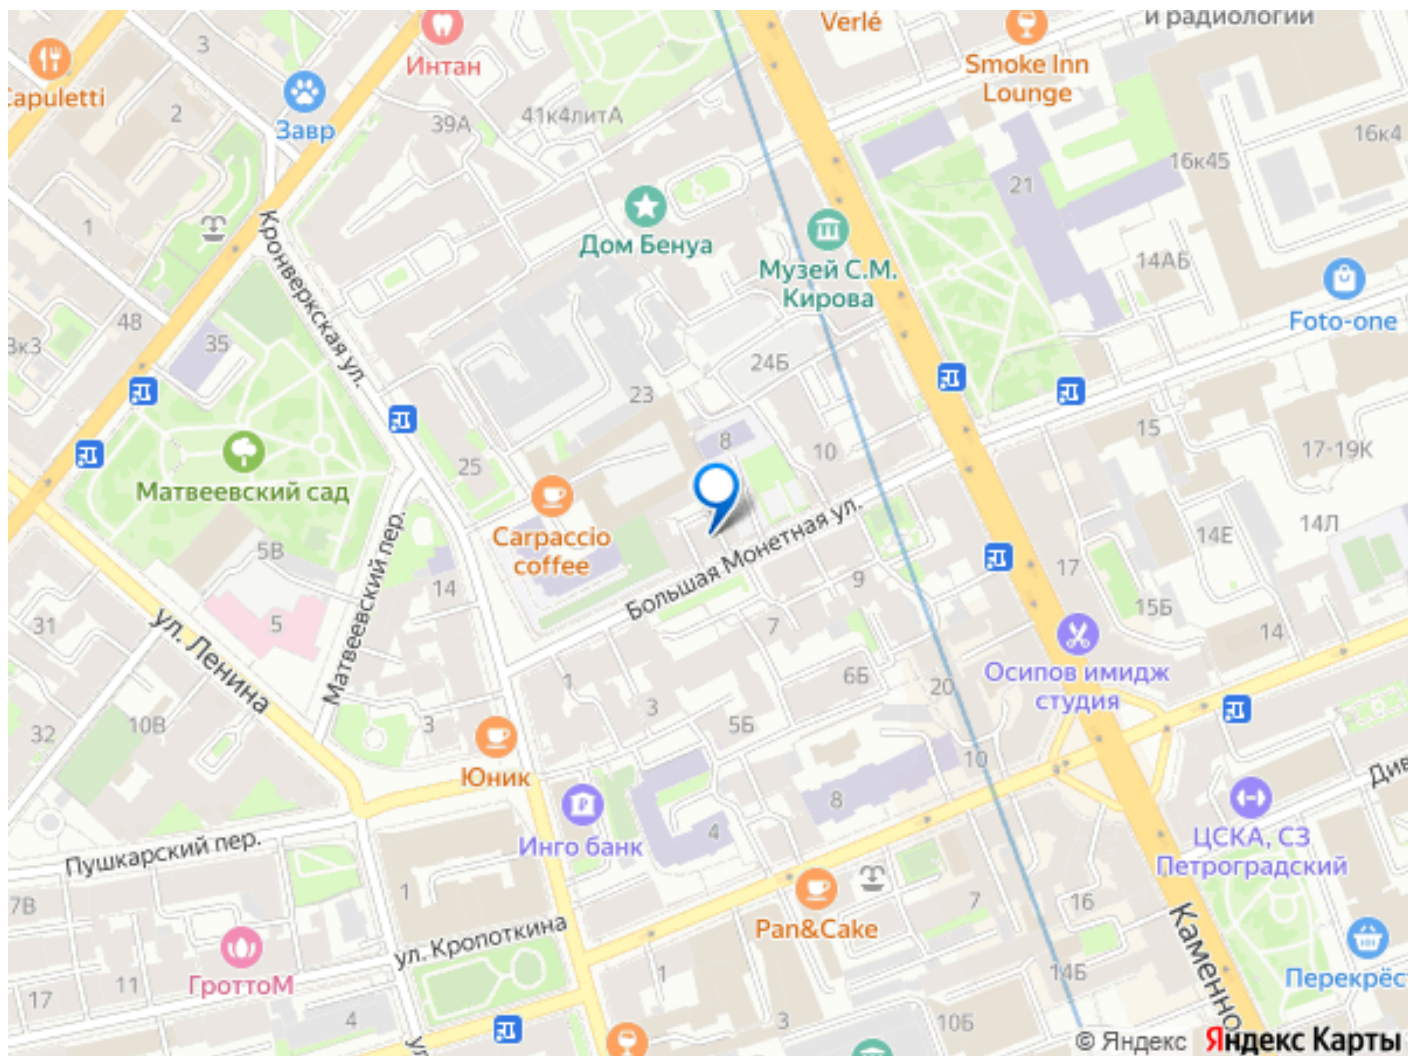 Verlé
и радиологии
Интан
Smoke Inn
Lounge
Capuletti
3
Завр
2
39А
41к4литА
16к4
16к45
21
1
Кронверкская ул.
Дом Бенуа
Музей С.М.
Кирова
14АБ
Foto-one
48
3к3
35
24Б
23
8
10
15
17-19К
25
Матвеевский сад
Carpaccio
coffee
14Л
14Е
5В
Матвеевский пер.
14
Большая Монетная ул.
9
17
15Б
14
31
ул. Ленина
5
7
6Б
20
Осипов имидж
студия
1
3
5Б
32
10В
3
Юник
10
Див
8
Инго банк
4
ЦСКА, СЗ
Петроградский
Пушкарский пер.
7В
1
Pan&Cake
7
16
ул. Кропоткина
Каменно
ГроттоМ
17
11
1
14Б
Перекрёс
4
3
10Б
ул
© Яндекс
Яндекс Карты